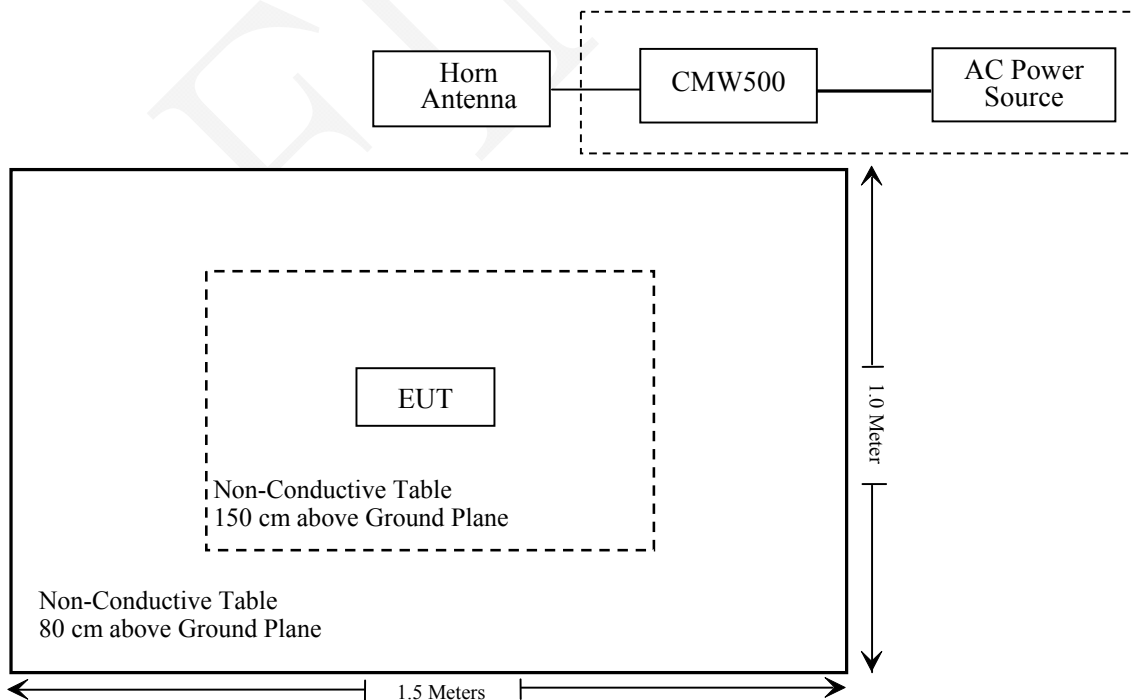 Horn
Antenna
CMW500
AC Power
Source
EUT
1.0 Meter
Non-Conductive Table
150 cm above Ground Plane
Non-Conductive Table
80 cm above Ground Plane
1.5 Meters